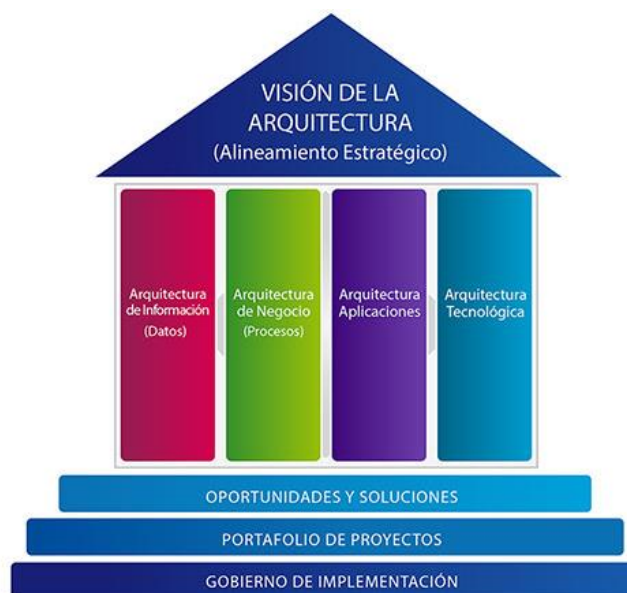 VISIÓN DE LA
ARQUITECTURA
(Alineamiento Estratégico)
Arquitectura
de Información
(Datos)
Arquitectura
de Negocio
(Procesos)
Arquitectura
Aplicaciones
Arquitectura
Tecnológica
OPORTUNIDADES Y SOLUCIONES
PORTAFOLIO DE PROYECTOS
GOBIERNO DE IMPLEMENTACIÓN